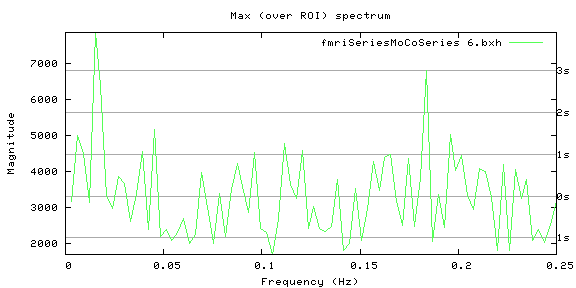 Max (over ROI) spectrum
fmriSeriesMoCoSeries 6.bxh
Magnitude
7000
6000
5000
4000
3000
2000
3s
2s
1s
0s
1s
0
0.05
0.1
0.15
0.2
0.25
Frequency (Hz)